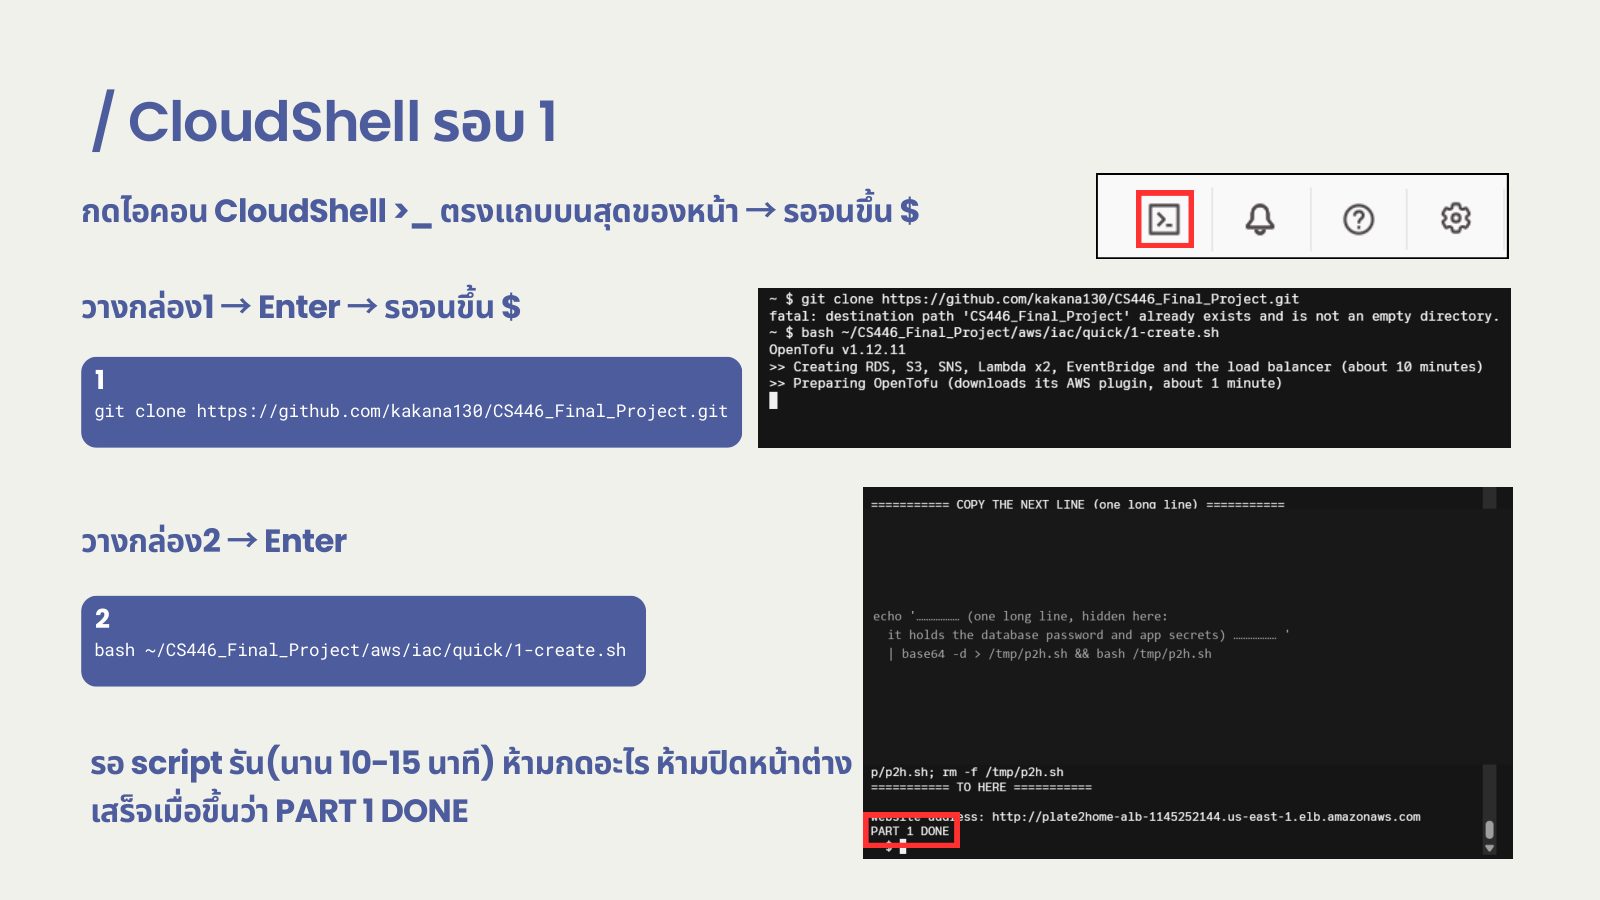 / CloudShell รอบ 1
กดไอคอน CloudShell >_ ตรงแถบบนสุดของหน้า → รอจนขึ้น $
วางกล่อง1 → Enter → รอจนขึ้น $
1
git clone https://github.com/kakana130/CS446_Final_Project.git
~ $ git clone https://github.com/kakana130/CS446_Final_Project.git
fatal: destination path 'CS446_Final_Project' already exists and is not an empty directory.
~ $ bash ~/CS446_Final_Project/aws/iac/quick/1-create.sh
OpenTofu v1.12.11
>> Creating RDS, S3, SNS, Lambda x2, EventBridge and the load balancer (about 10 minutes)
>> Preparing OpenTofu (downloads its AWS plugin, about 1 minute)
วางกล่อง2 → Enter
2
bash ~/CS446_Final_Project/aws/iac/quick/1-create.sh
รอ script รัน(นาน 10-15 นาที) ห้ามกดอะไร ห้ามปิดหน้าต่าง
เสร็จเมื่อขึ้นว่า PART 1 DONE
=========== COPY THE NEXT LINE (one long line) ===========
echo '……………… (one long line, hidden here:
it holds the database password and app secrets) ……………… '
| base64 -d > /tmp/p2h.sh && bash /tmp/p2h.sh
p/p2h.sh; rm -f /tmp/p2h.sh
=========== TO HERE ===========
Website address: http://plate2home-alb-1145252144.us-east-1.elb.amazonaws.com
PART 1 DONE
$